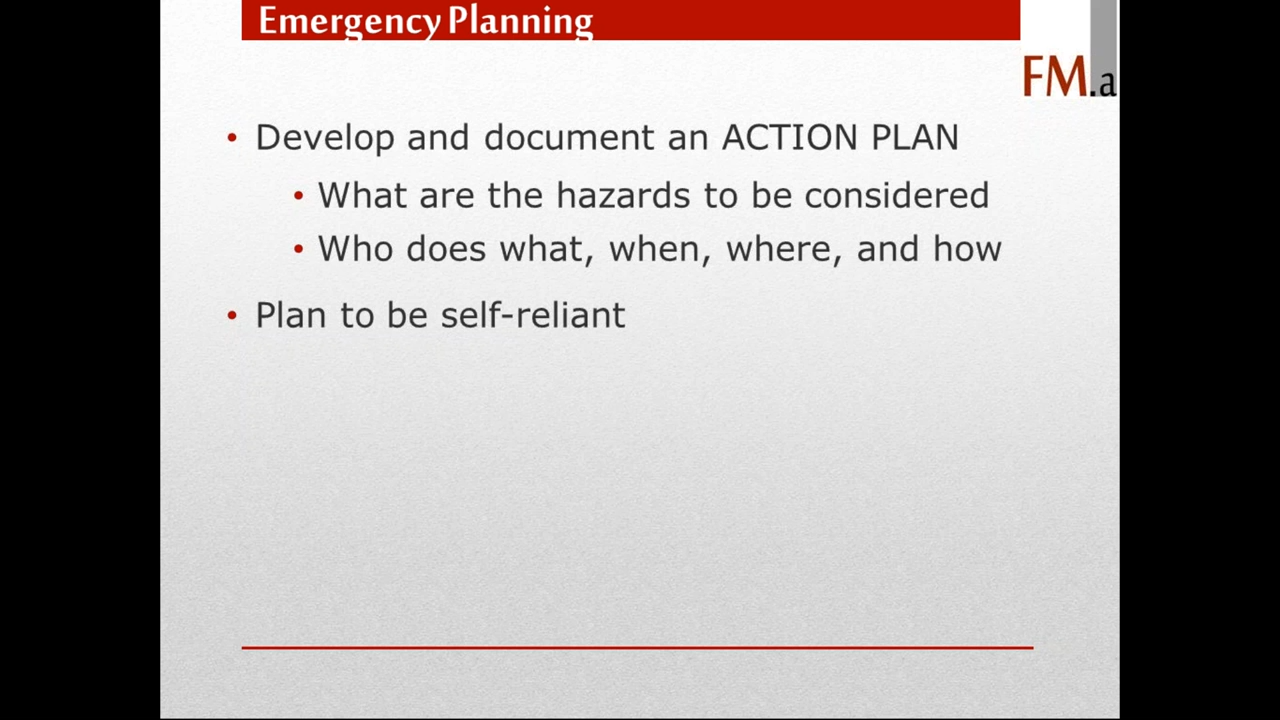 Emergency Planning
FM.a
• Develop and document an ACTION PLAN
• What are the hazards to be considered
• Who does what, when, where, and how
• Plan to be self-reliant